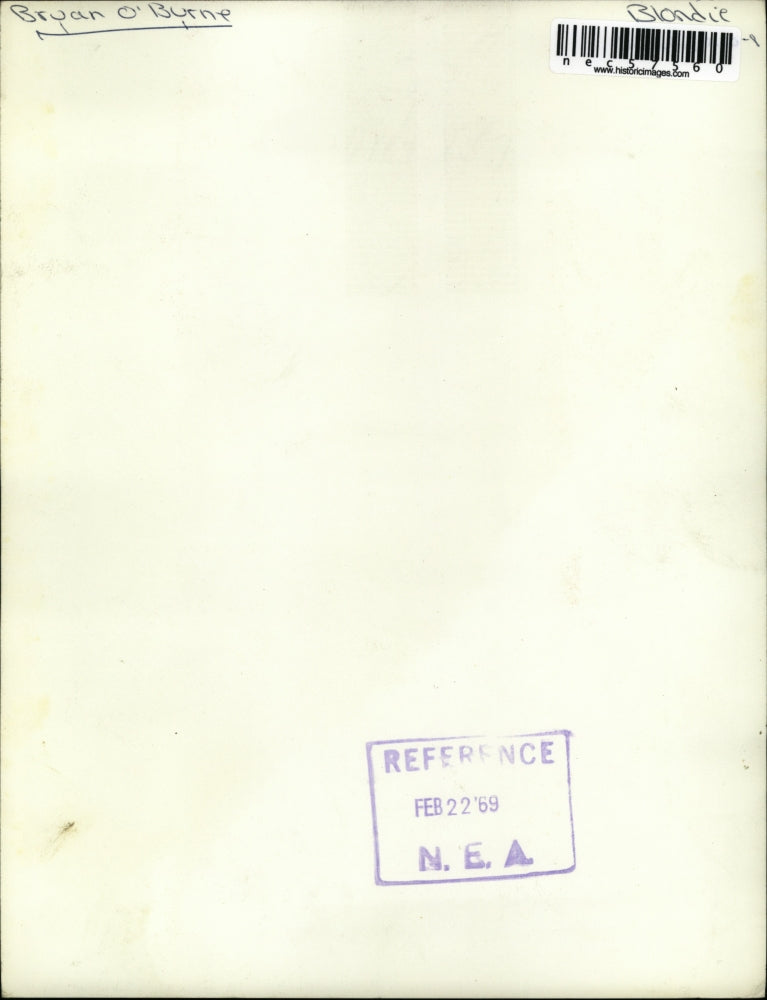 Bryan O'Byrne
Blondie
nec57560
www.historicimages.com
REFERENCE
FEB 22 '69
N. E. A.